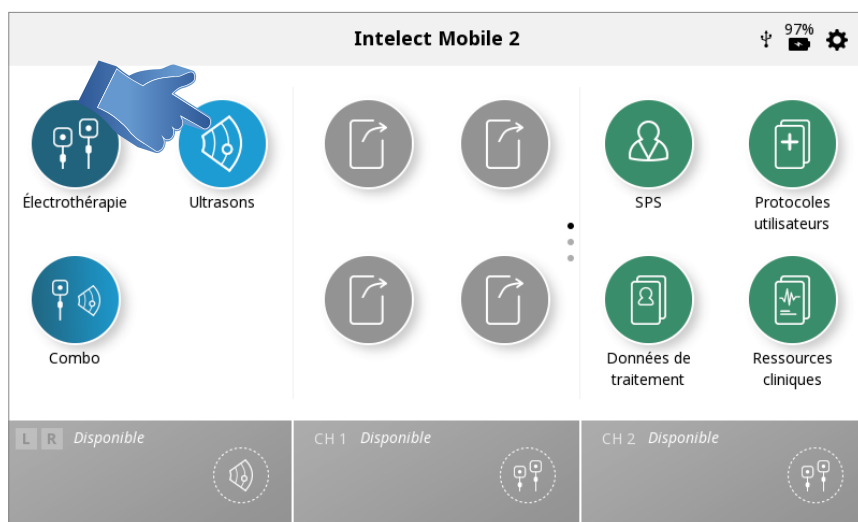 Intelect Mobile 2
97%
Électrothérapie
Ultrasons
SPS
Protocoles
utilisateurs
Combo
Données de
traitement
Ressources
cliniques
L R Disponible
CH 1 Disponible
CH 2 Disponible